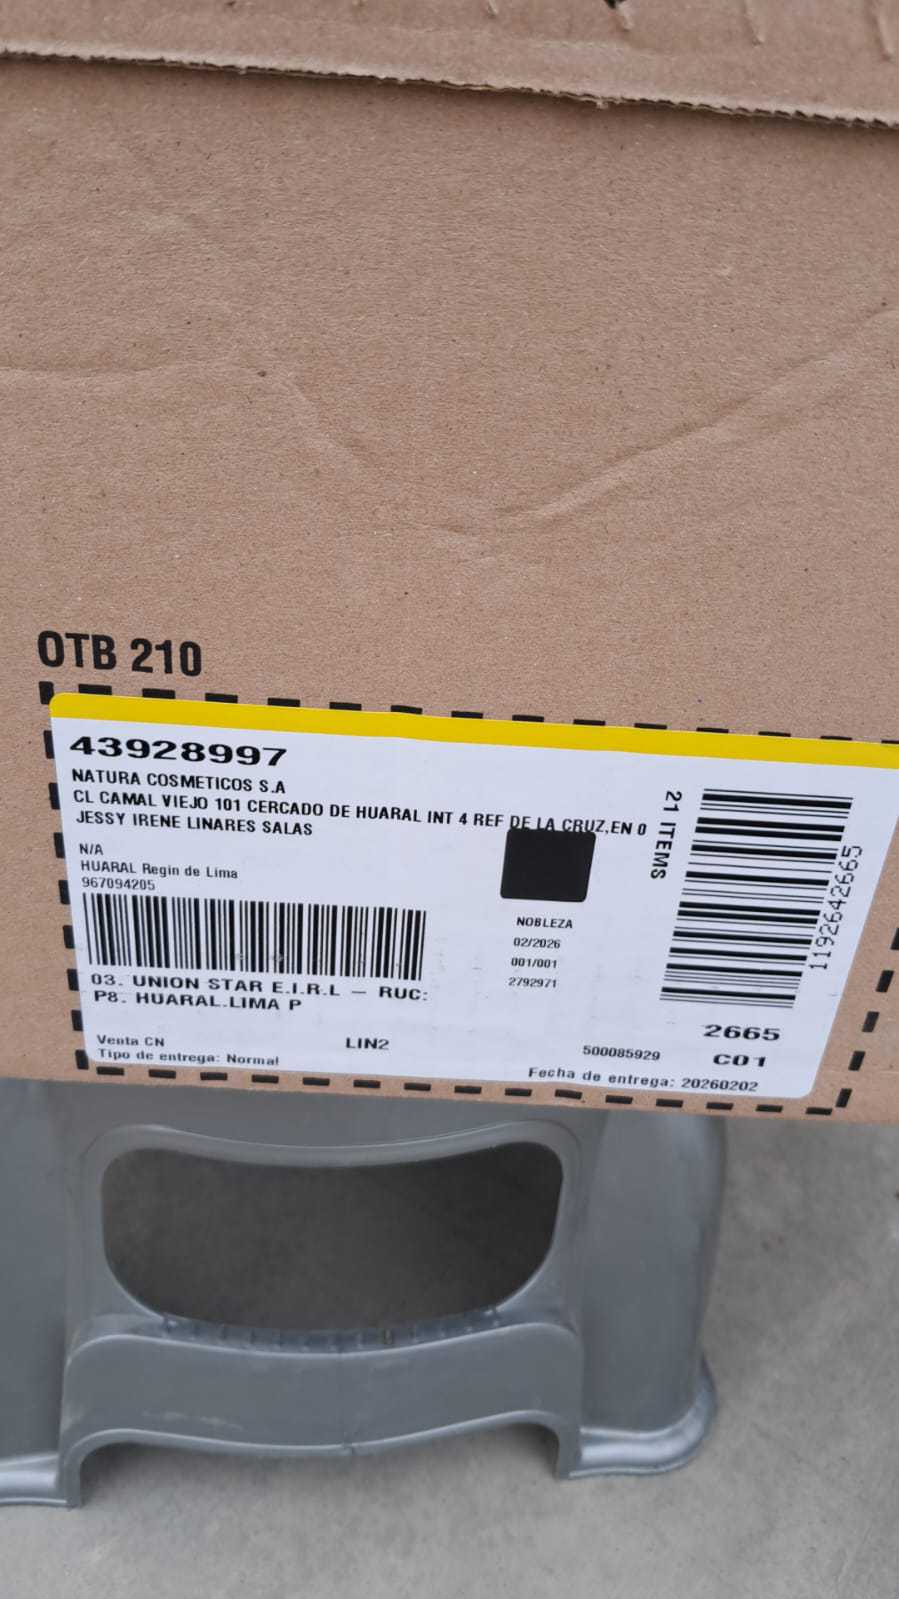 OTB 210
43928997
NATURA COSMETICOS S.A
CL CAMAL VIEJO 101 CERCADO DE HUARAL INT 4 REF DE LA CRUZ,EN 0
JESSY IRENE LINARES SALAS
N/A
HUARAL Regin de Lima
967094205
03. UNION STAR E.I.R.L – RUC:
P8. HUARAL.LIMA P
Venta CN
LIN2
Tipo de entrega: Normal
NOBLEZA
02/2026
001/001
2792971
21 ITEMS
1192642665
2665
500085929
C01
Fecha de entrega: 20260202